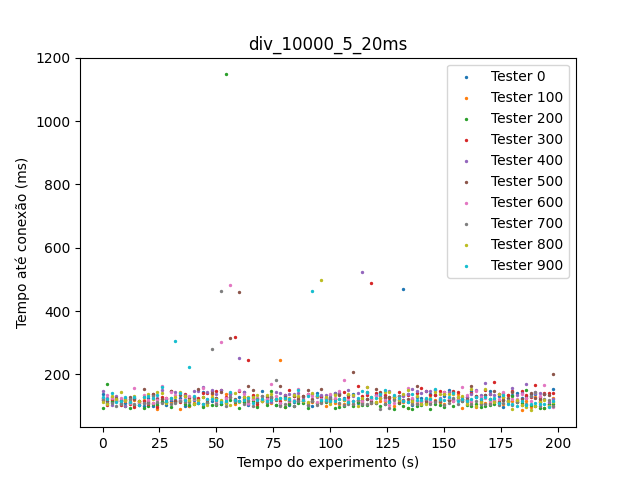 div_10000_5_20ms
1200
1000
800
600
400
200
Tempo até conexão (ms)
Tester 0
Tester 100
Tester 200
Tester 300
Tester 400
Tester 500
Tester 600
Tester 700
Tester 800
Tester 900
0 25 50 75 100 125 150 175 200
Tempo do experimento (s)